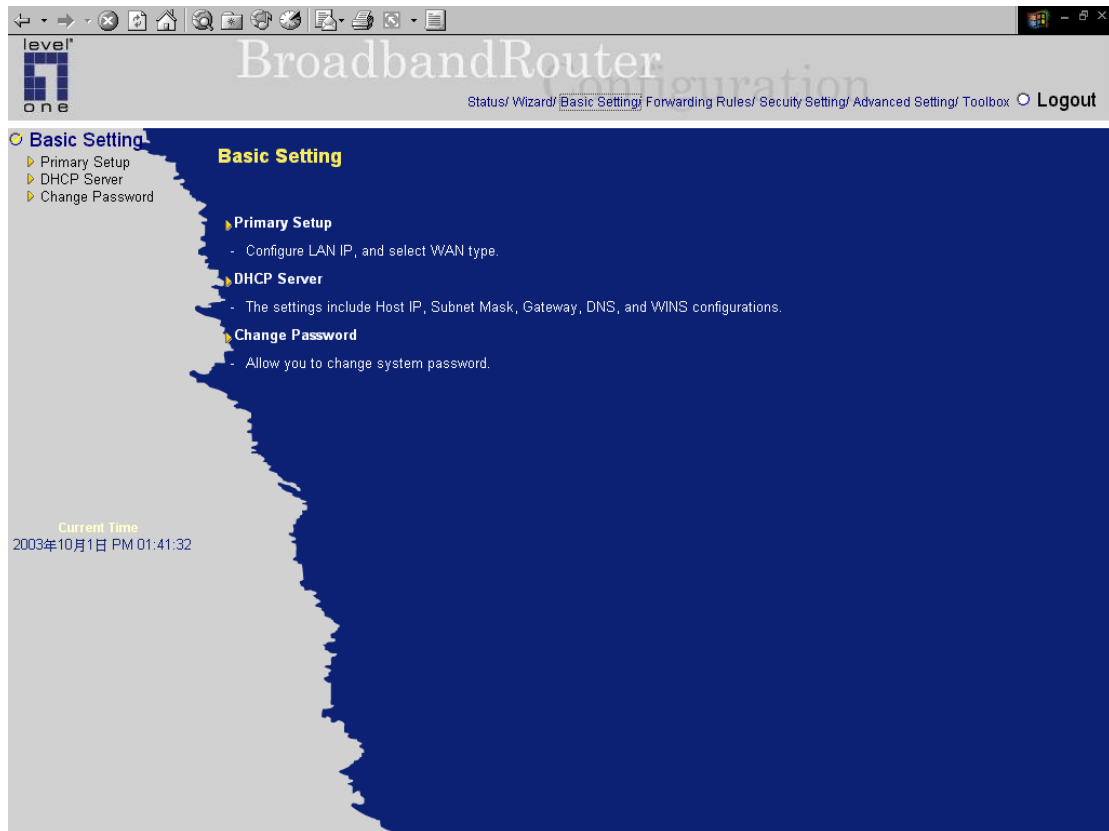 level
one
BroadbandRouter
Configuration
Status/ Wizard/ Basic Setting/ Forwarding Rules/ Secuity Setting/ Advanced Setting/ Toolbox Logout
Basic Setting
Primary Setup
DHCP Server
Change Password
Current Time
2003年10月1日 PM 01:41:32
Basic Setting
Primary Setup
- Configure LAN IP, and select WAN type.
DHCP Server
- The settings include Host IP, Subnet Mask, Gateway, DNS, and WINS configurations.
Change Password
- Allow you to change system password.